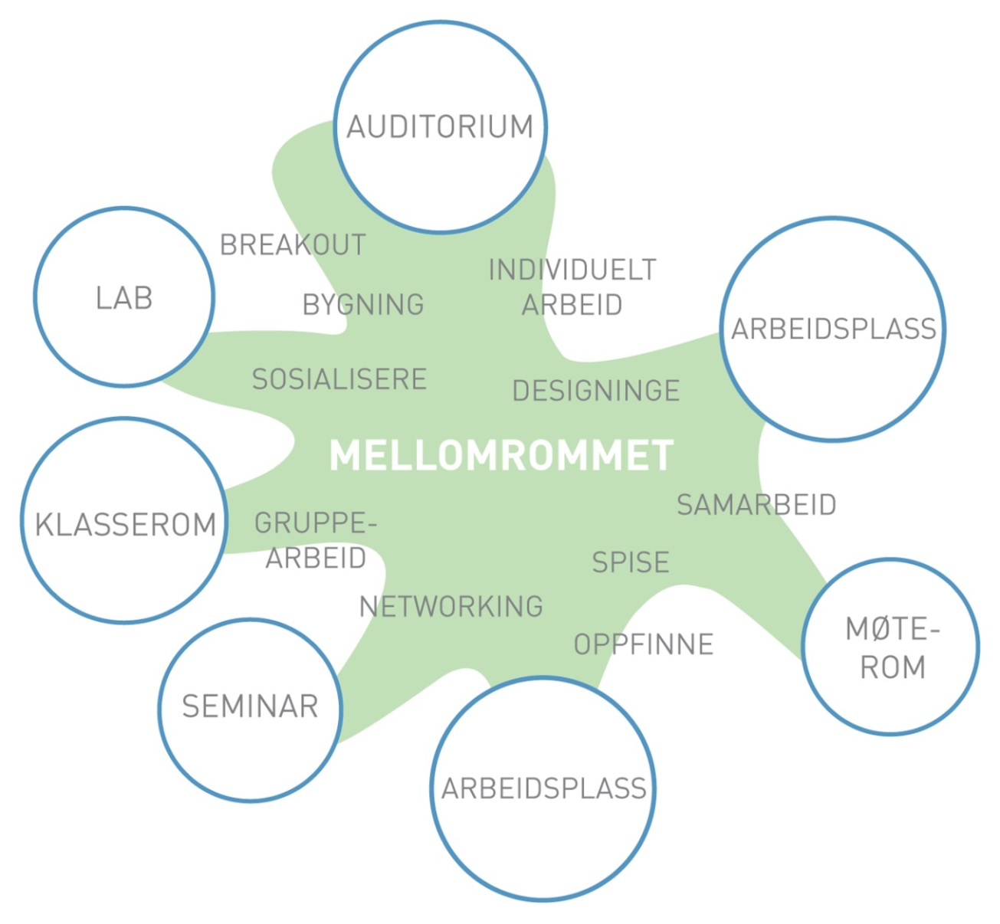 AUDITORIUM
BREAKOUT
INDIVIDUELT
ARBEID
LAB
BYGNING
ARBEIDSPLASS
SOSIALISERE
DESIGNINGE
MELLOMROMMET
KLASSEROM
GRUPPE-
ARBEID
SAMARBEID
SPISE
NETWORKING
OPPFINNE
MØTE-
ROM
SEMINAR
ARBEIDSPLASS